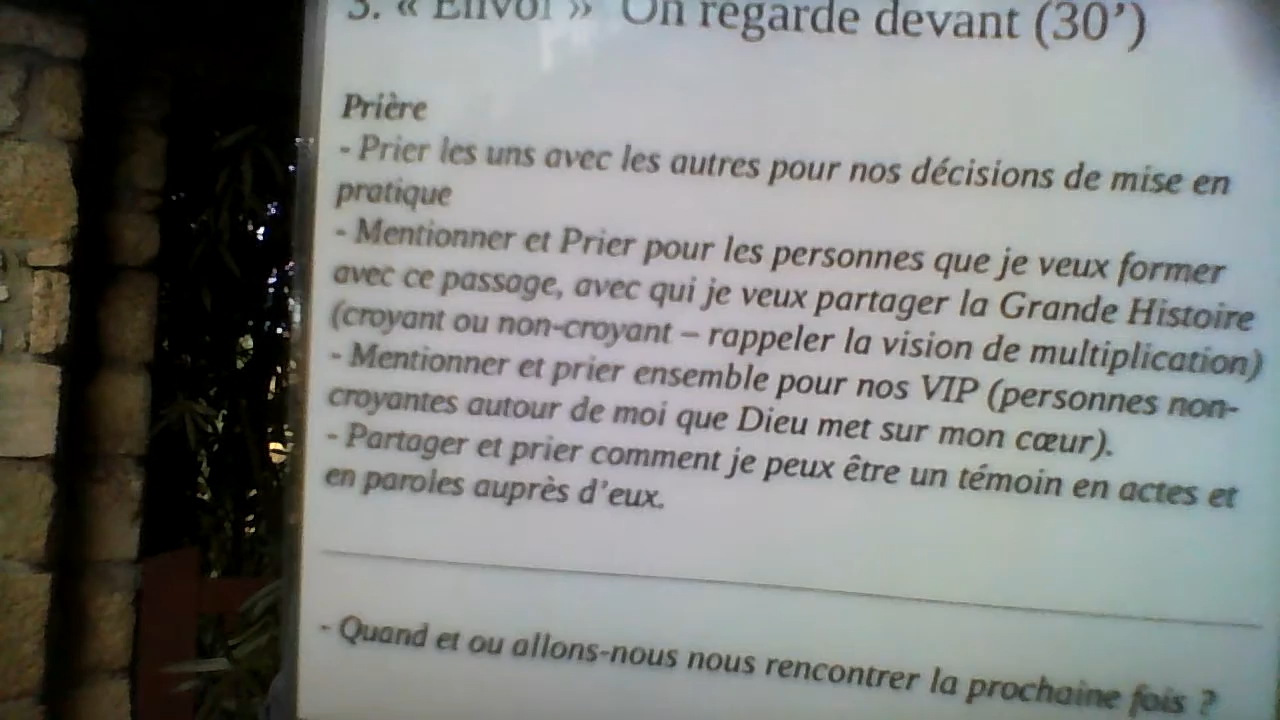 3. « Envoi » On regarde devant (30’)
Prière
- Prier les uns avec les autres pour nos décisions de mise en
pratique
- Mentionner et Prier pour les personnes que je veux former
avec ce passage, avec qui je veux partager la Grande Histoire
(croyant ou non-croyant – rappeler la vision de multiplication)
- Mentionner et prier ensemble pour nos VIP (personnes non-
croyantes autour de moi que Dieu met sur mon cœur).
- Partager et prier comment je peux être un témoin en actes et
en paroles auprès d’eux.
- Quand et ou allons-nous nous rencontrer la prochaine fois ?